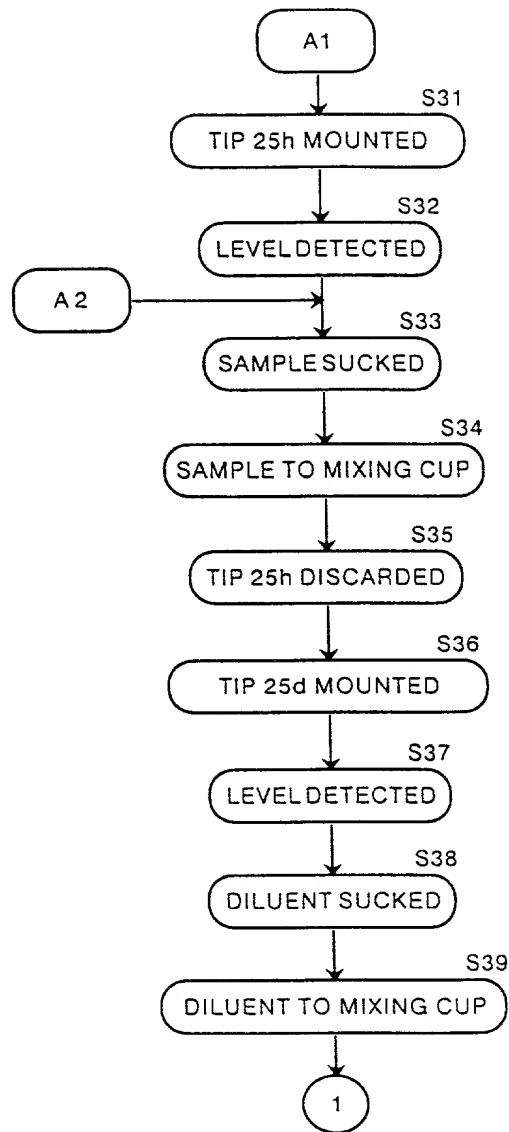 A1
S31
TIP 25h MOUNTED
S32
LEVEL DETECTED
A 2
S33
SAMPLE SUCKED
S34
SAMPLE TO MIXING CUP
S35
TIP 25h DISCARDED
S36
TIP 25d MOUNTED
S37
LEVEL DETECTED
S38
DILUENT SUCKED
S39
DILUENT TO MIXING CUP
1